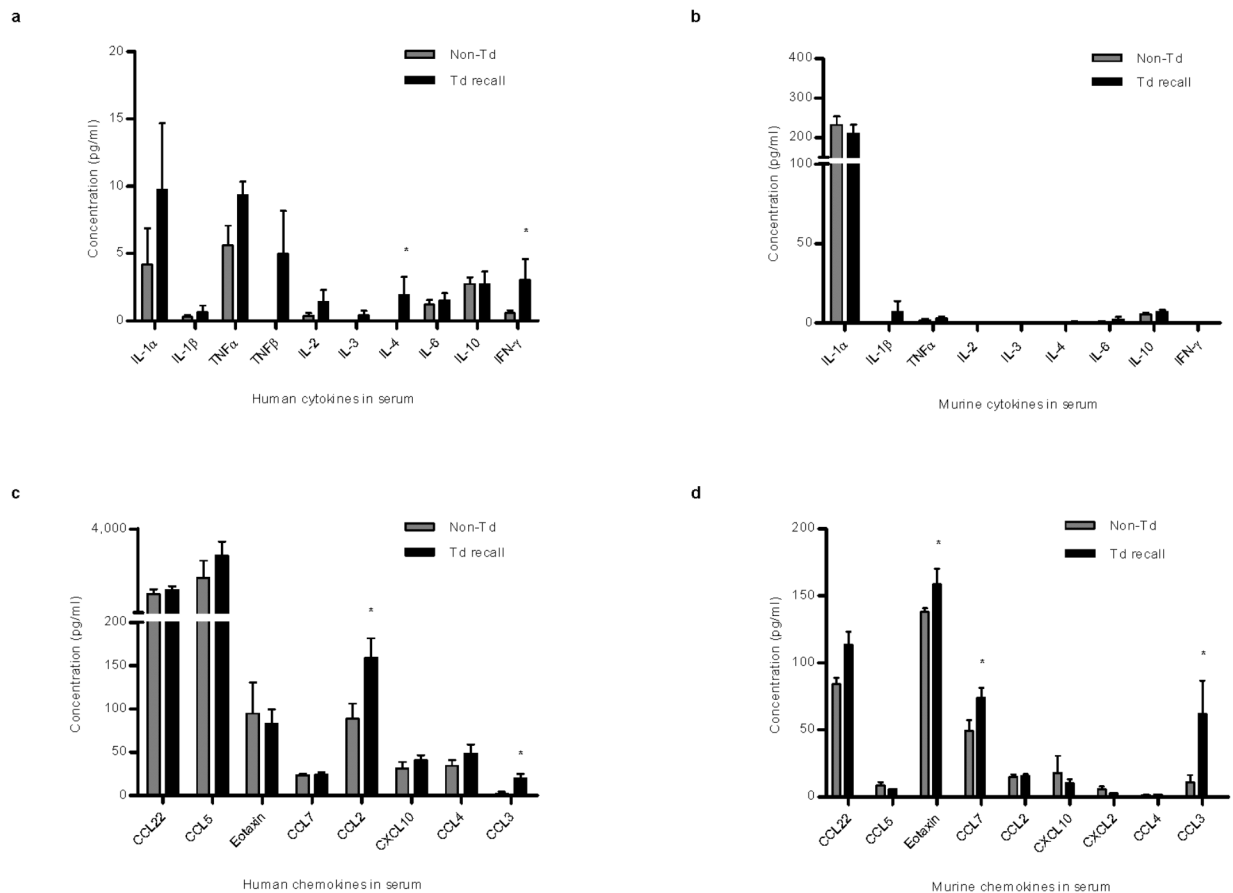 a
20
15
10
5
0
Concentration (pg/ml)
Non-Td
Td recall
*
*
IL-1α
IL-1β
TNFα
TNFβ
IL-2
IL-3
IL-4
IL-6
IL-10
IFN-γ
Human cytokines in serum
b
400
300
200
100
50
0
Concentration (pg/ml)
Non-Td
Td recall
IL-1α
IL-1β
TNFα
IL-2
IL-3
IL-4
IL-6
IL-10
IFN-γ
Murine cytokines in serum
c
4,000
200
150
100
50
0
Concentration (pg/ml)
Non-Td
Td recall
*
*
CCL22
CCL5
Eotaxin
CCL7
CCL2
CXCL10
CCL4
CCL3
Human chemokines in serum
d
200
150
100
50
0
Concentration (pg/ml)
Non-Td
Td recall
*
*
*
CCL22
CCL5
Eotaxin
CCL7
CCL2
CXCL10
CXCL2
CCL4
CCL3
Murine chemokines in serum